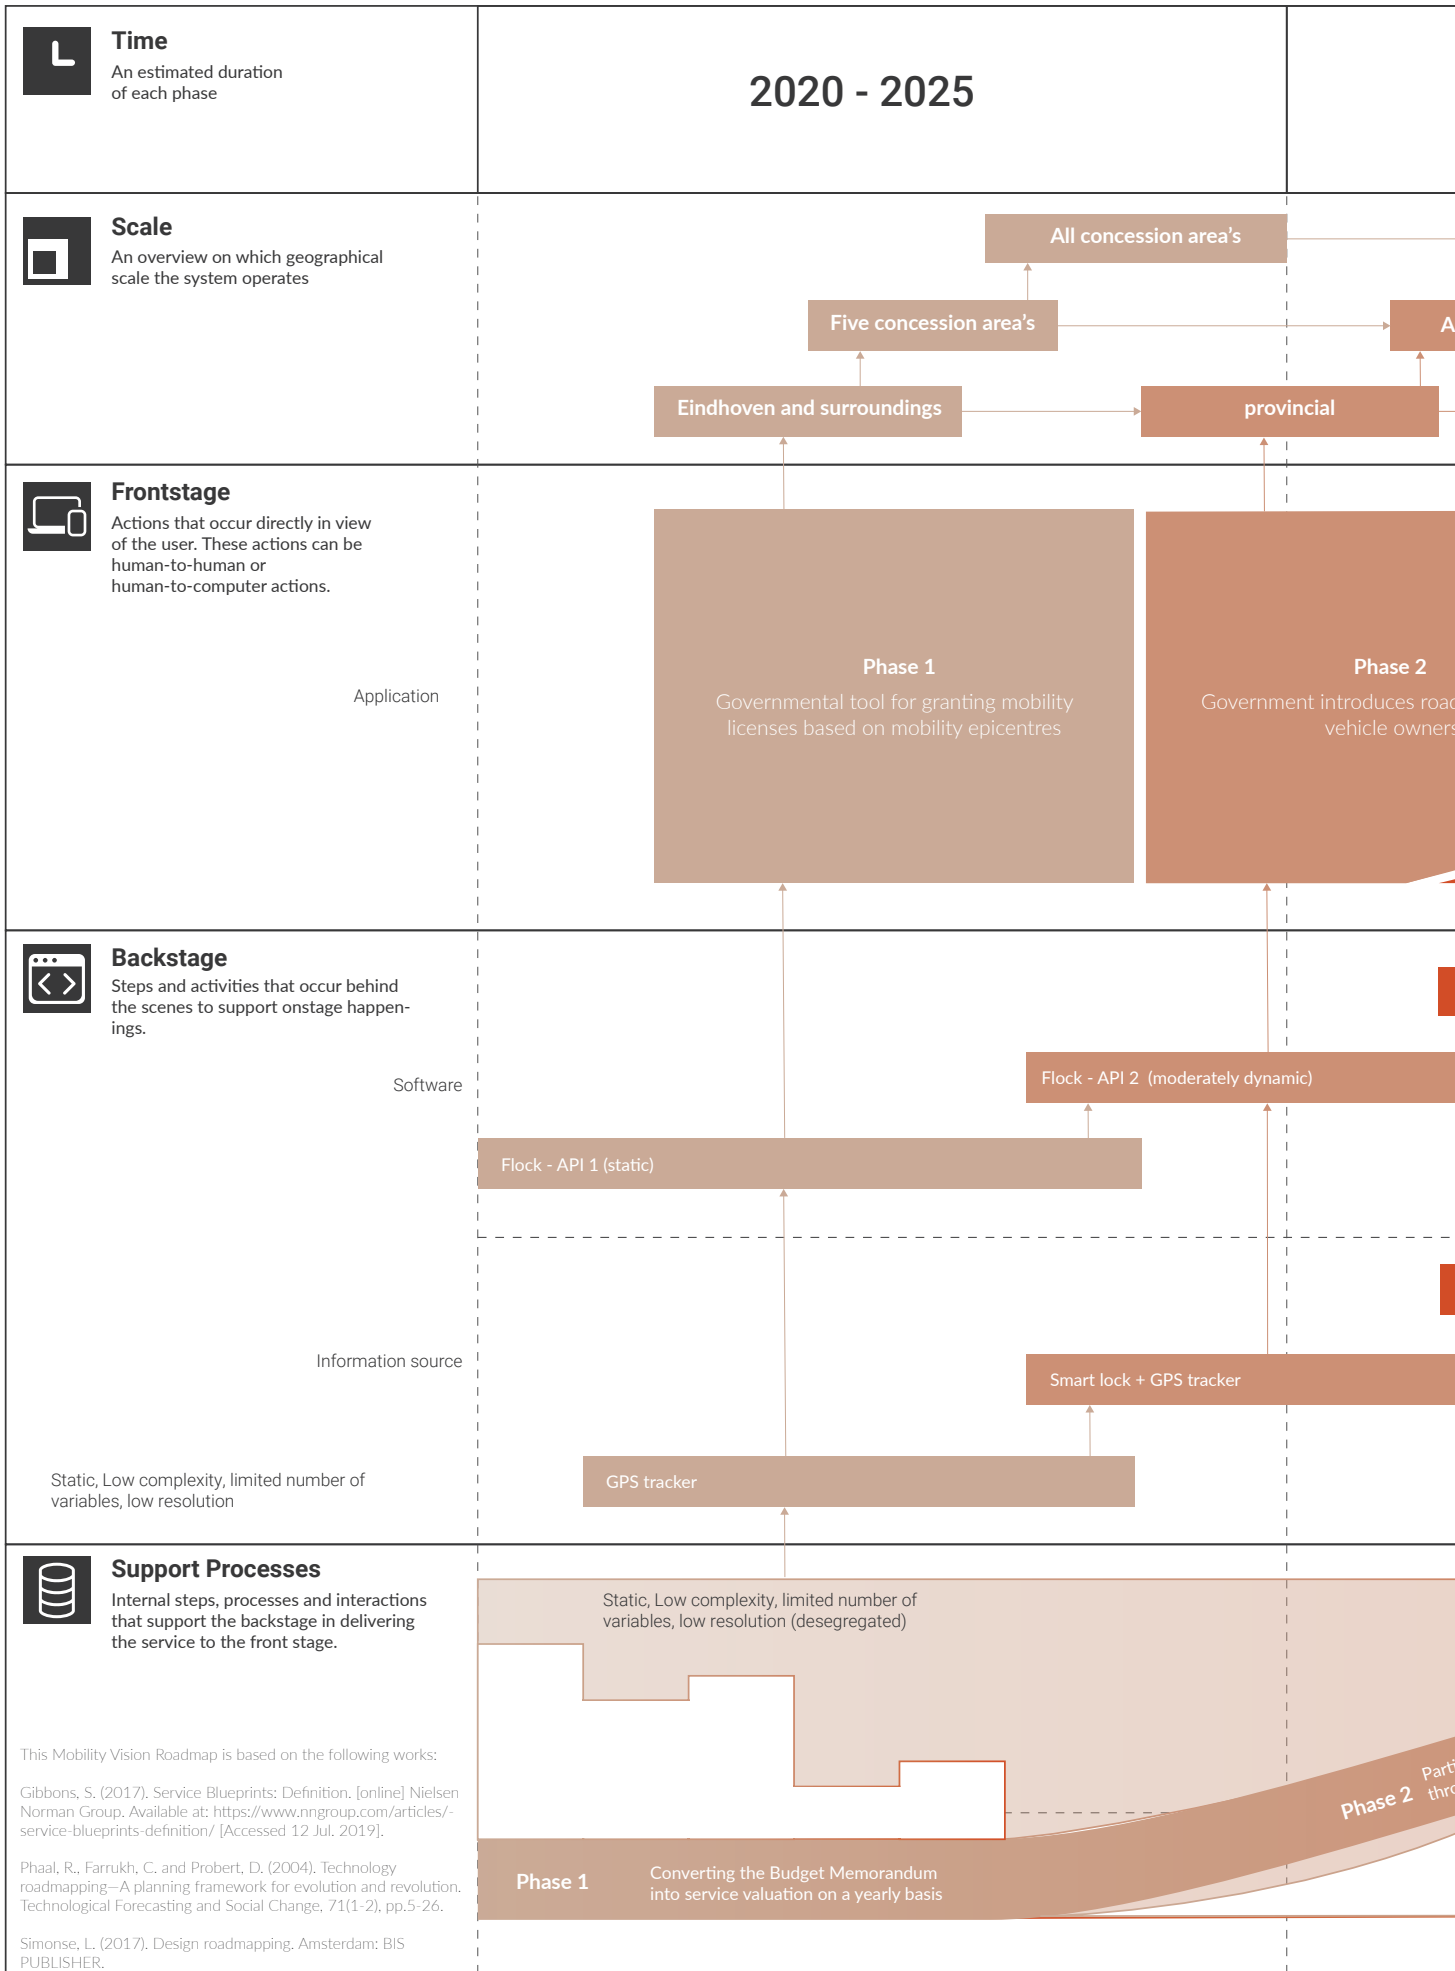 Time
An estimated duration
of each phase
2020 - 2025
Scale
An overview on which geographical
scale the system operates
All concession area's
Five concession area's
A
Eindhoven and surroundings
provincial
Frontstage
Actions that occur directly in view
of the user. These actions can be
human-to-human or
human-to-computer actions.
Application
Phase 1
Governmental tool for granting mobility
licenses based on mobility epicentres
Phase 2
Government introduces road
vehicle owners
Backstage
Steps and activities that occur behind
the scenes to support onstage happen-
ings.
Software
Flock - API 2 (moderately dynamic)
Flock - API 1 (static)
Information source
Smart lock + GPS tracker
GPS tracker
Static, Low complexity, limited number of
variables, low resolution
Support Processes
Internal steps, processes and interactions
that support the backstage in delivering
the service to the front stage.
Static, Low complexity, limited number of
variables, low resolution (desegregated)
This Mobility Vision Roadmap is based on the following works:
Gibbons, S. (2017). Service Blueprints: Definition. [online] Nielsen
Norman Group. Available at: https://www.nngroup.com/articles/-
service-blueprints-definition/ [Accessed 12 Jul. 2019].
Phaal, R., Farrukh, C. and Probert, D. (2004). Technology
roadmapping—A planning framework for evolution and revolution.
Technological Forecasting and Social Change, 71(1-2), pp.5-26.
Simonse, L. (2017). Design roadmapping. Amsterdam: BIS
PUBLISHER.
Phase 1
Converting the Budget Memorandum
into service valuation on a yearly basis
Phase 2